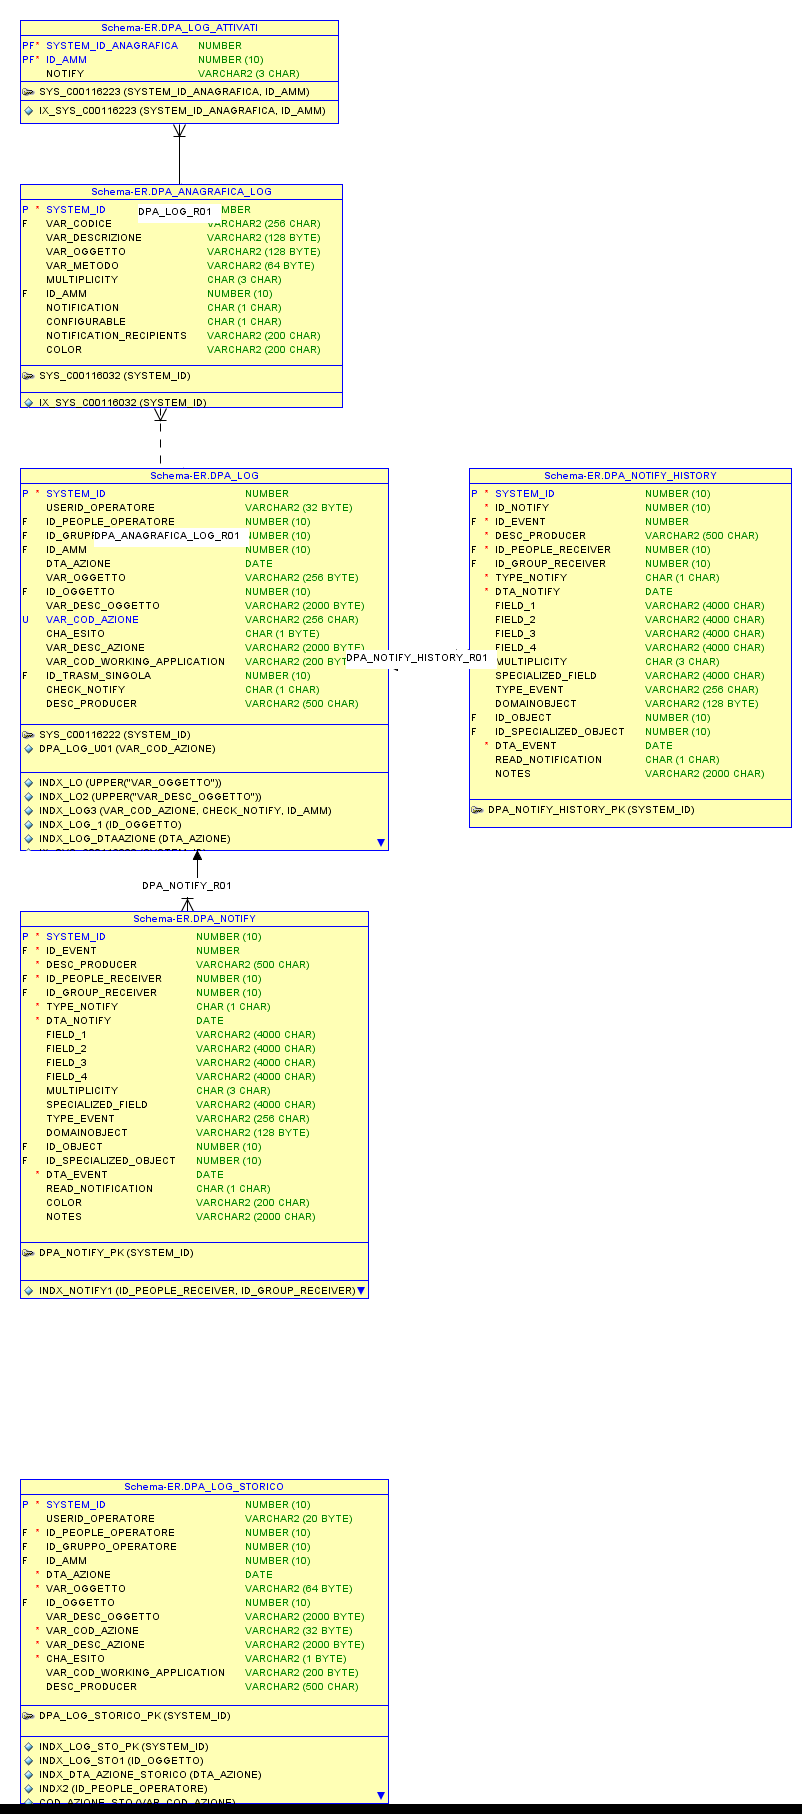 Schema-ER.DPA_LOG_ATTIVATI
PF* SYSTEM_ID_ANAGRAFICA NUMBER
PF* ID_AMM NUMBER (10)
NOTIFY VARCHAR2 (3 CHAR)
SYS_C00116223 (SYSTEM_ID_ANAGRAFICA, ID_AMM)
IX_SYS_C00116223 (SYSTEM_ID_ANAGRAFICA, ID_AMM)
Schema-ER.DPA_ANAGRAFICA_LOG
P * SYSTEM_ID DPA_LOG_R01 MBER
F VAR_CODICE VARCHAR2 (256 CHAR)
VAR_DESCRIZIONE VARCHAR2 (128 BYTE)
VAR_OGGETTO VARCHAR2 (128 BYTE)
VAR_METODO VARCHAR2 (64 BYTE)
MULTIPLICITY CHAR (3 CHAR)
F ID_AMM NUMBER (10)
NOTIFICATION CHAR (1 CHAR)
CONFIGURABLE CHAR (1 CHAR)
NOTIFICATION_RECIPIENTS VARCHAR2 (200 CHAR)
COLOR VARCHAR2 (200 CHAR)
SYS_C00116032 (SYSTEM_ID)
IX_SYS_C00116032 (SYSTEM_ID)
Schema-ER.DPA_LOG
P * SYSTEM_ID NUMBER
USERID_OPERATORE VARCHAR2 (32 BYTE)
F ID_PEOPLE_OPERATORE NUMBER (10)
F ID_GRUP DPA_ANAGRAFICA_LOG_R01 NUMBER (10)
F ID_AMM NUMBER (10)
DTA_AZIONE DATE
VAR_OGGETTO VARCHAR2 (256 BYTE)
F ID_OGGETTO NUMBER (10)
VAR_DESC_OGGETTO VARCHAR2 (2000 BYTE)
U VAR_COD_AZIONE VARCHAR2 (256 CHAR)
CHA_ESITO CHAR (1 BYTE)
VAR_DESC_AZIONE VARCHAR2 (2000 BYTE)
VAR_COD_WORKING_APPLICATION VARCHAR2 (200 BYT
F ID_TRASM_SINGOLA NUMBER (10)
CHECK_NOTIFY CHAR (1 CHAR)
DESC_PRODUCER VARCHAR2 (500 CHAR)
SYS_C00116222 (SYSTEM_ID)
DPA_LOG_U01 (VAR_COD_AZIONE)
INDX_LO (UPPER("VAR_OGGETTO"))
INDX_LO2 (UPPER("VAR_DESC_OGGETTO"))
INDX_LOG3 (VAR_COD_AZIONE, CHECK_NOTIFY, ID_AMM)
INDX_LOG_1 (ID_OGGETTO)
INDX_LOG_DTAAZIONE (DTA_AZIONE)
DPA_NOTIFY_HISTORY_R01
Schema-ER.DPA_NOTIFY_HISTORY
P * SYSTEM_ID NUMBER (10)
* ID_NOTIFY NUMBER (10)
F * ID_EVENT NUMBER
* DESC_PRODUCER VARCHAR2 (500 CHAR)
F * ID_PEOPLE_RECEIVER NUMBER (10)
F ID_GROUP_RECEIVER NUMBER (10)
* TYPE_NOTIFY CHAR (1 CHAR)
* DTA_NOTIFY DATE
FIELD_1 VARCHAR2 (4000 CHAR)
FIELD_2 VARCHAR2 (4000 CHAR)
FIELD_3 VARCHAR2 (4000 CHAR)
FIELD_4 VARCHAR2 (4000 CHAR)
MULTIPLICITY CHAR (3 CHAR)
SPECIALIZED_FIELD VARCHAR2 (4000 CHAR)
TYPE_EVENT VARCHAR2 (256 CHAR)
DOMAINOBJECT VARCHAR2 (128 BYTE)
F ID_OBJECT NUMBER (10)
F ID_SPECIALIZED_OBJECT NUMBER (10)
* DTA_EVENT DATE
READ_NOTIFICATION CHAR (1 CHAR)
NOTES VARCHAR2 (2000 CHAR)
DPA_NOTIFY_HISTORY_PK (SYSTEM_ID)
DPA_NOTIFY_R01
Schema-ER.DPA_NOTIFY
P * SYSTEM_ID NUMBER (10)
F * ID_EVENT NUMBER
* DESC_PRODUCER VARCHAR2 (500 CHAR)
F * ID_PEOPLE_RECEIVER NUMBER (10)
F ID_GROUP_RECEIVER NUMBER (10)
* TYPE_NOTIFY CHAR (1 CHAR)
* DTA_NOTIFY DATE
FIELD_1 VARCHAR2 (4000 CHAR)
FIELD_2 VARCHAR2 (4000 CHAR)
FIELD_3 VARCHAR2 (4000 CHAR)
FIELD_4 VARCHAR2 (4000 CHAR)
MULTIPLICITY CHAR (3 CHAR)
SPECIALIZED_FIELD VARCHAR2 (4000 CHAR)
TYPE_EVENT VARCHAR2 (256 CHAR)
DOMAINOBJECT VARCHAR2 (128 BYTE)
F ID_OBJECT NUMBER (10)
F ID_SPECIALIZED_OBJECT NUMBER (10)
* DTA_EVENT DATE
READ_NOTIFICATION CHAR (1 CHAR)
COLOR VARCHAR2 (200 CHAR)
NOTES VARCHAR2 (2000 CHAR)
DPA_NOTIFY_PK (SYSTEM_ID)
INDX_NOTIFY1 (ID_PEOPLE_RECEIVER, ID_GROUP_RECEIVER)
Schema-ER.DPA_LOG_STORICO
P * SYSTEM_ID NUMBER (10)
USERID_OPERATORE VARCHAR2 (20 BYTE)
F * ID_PEOPLE_OPERATORE NUMBER (10)
F ID_GRUPPO_OPERATORE NUMBER (10)
F ID_AMM NUMBER (10)
* DTA_AZIONE DATE
* VAR_OGGETTO VARCHAR2 (64 BYTE)
F ID_OGGETTO NUMBER (10)
VAR_DESC_OGGETTO VARCHAR2 (2000 BYTE)
* VAR_COD_AZIONE VARCHAR2 (32 BYTE)
* VAR_DESC_AZIONE VARCHAR2 (2000 BYTE)
* CHA_ESITO VARCHAR2 (1 BYTE)
VAR_COD_WORKING_APPLICATION VARCHAR2 (200 BYTE)
DESC_PRODUCER VARCHAR2 (500 CHAR)
DPA_LOG_STORICO_PK (SYSTEM_ID)
INDX_LOG_STO_PK (SYSTEM_ID)
INDX_LOG_STO1 (ID_OGGETTO)
INDX_DTA_AZIONE_STORICO (DTA_AZIONE)
INDX2 (ID_PEOPLE_OPERATORE)
COD_AZIONE_STO (VAR_COD_AZIONE)